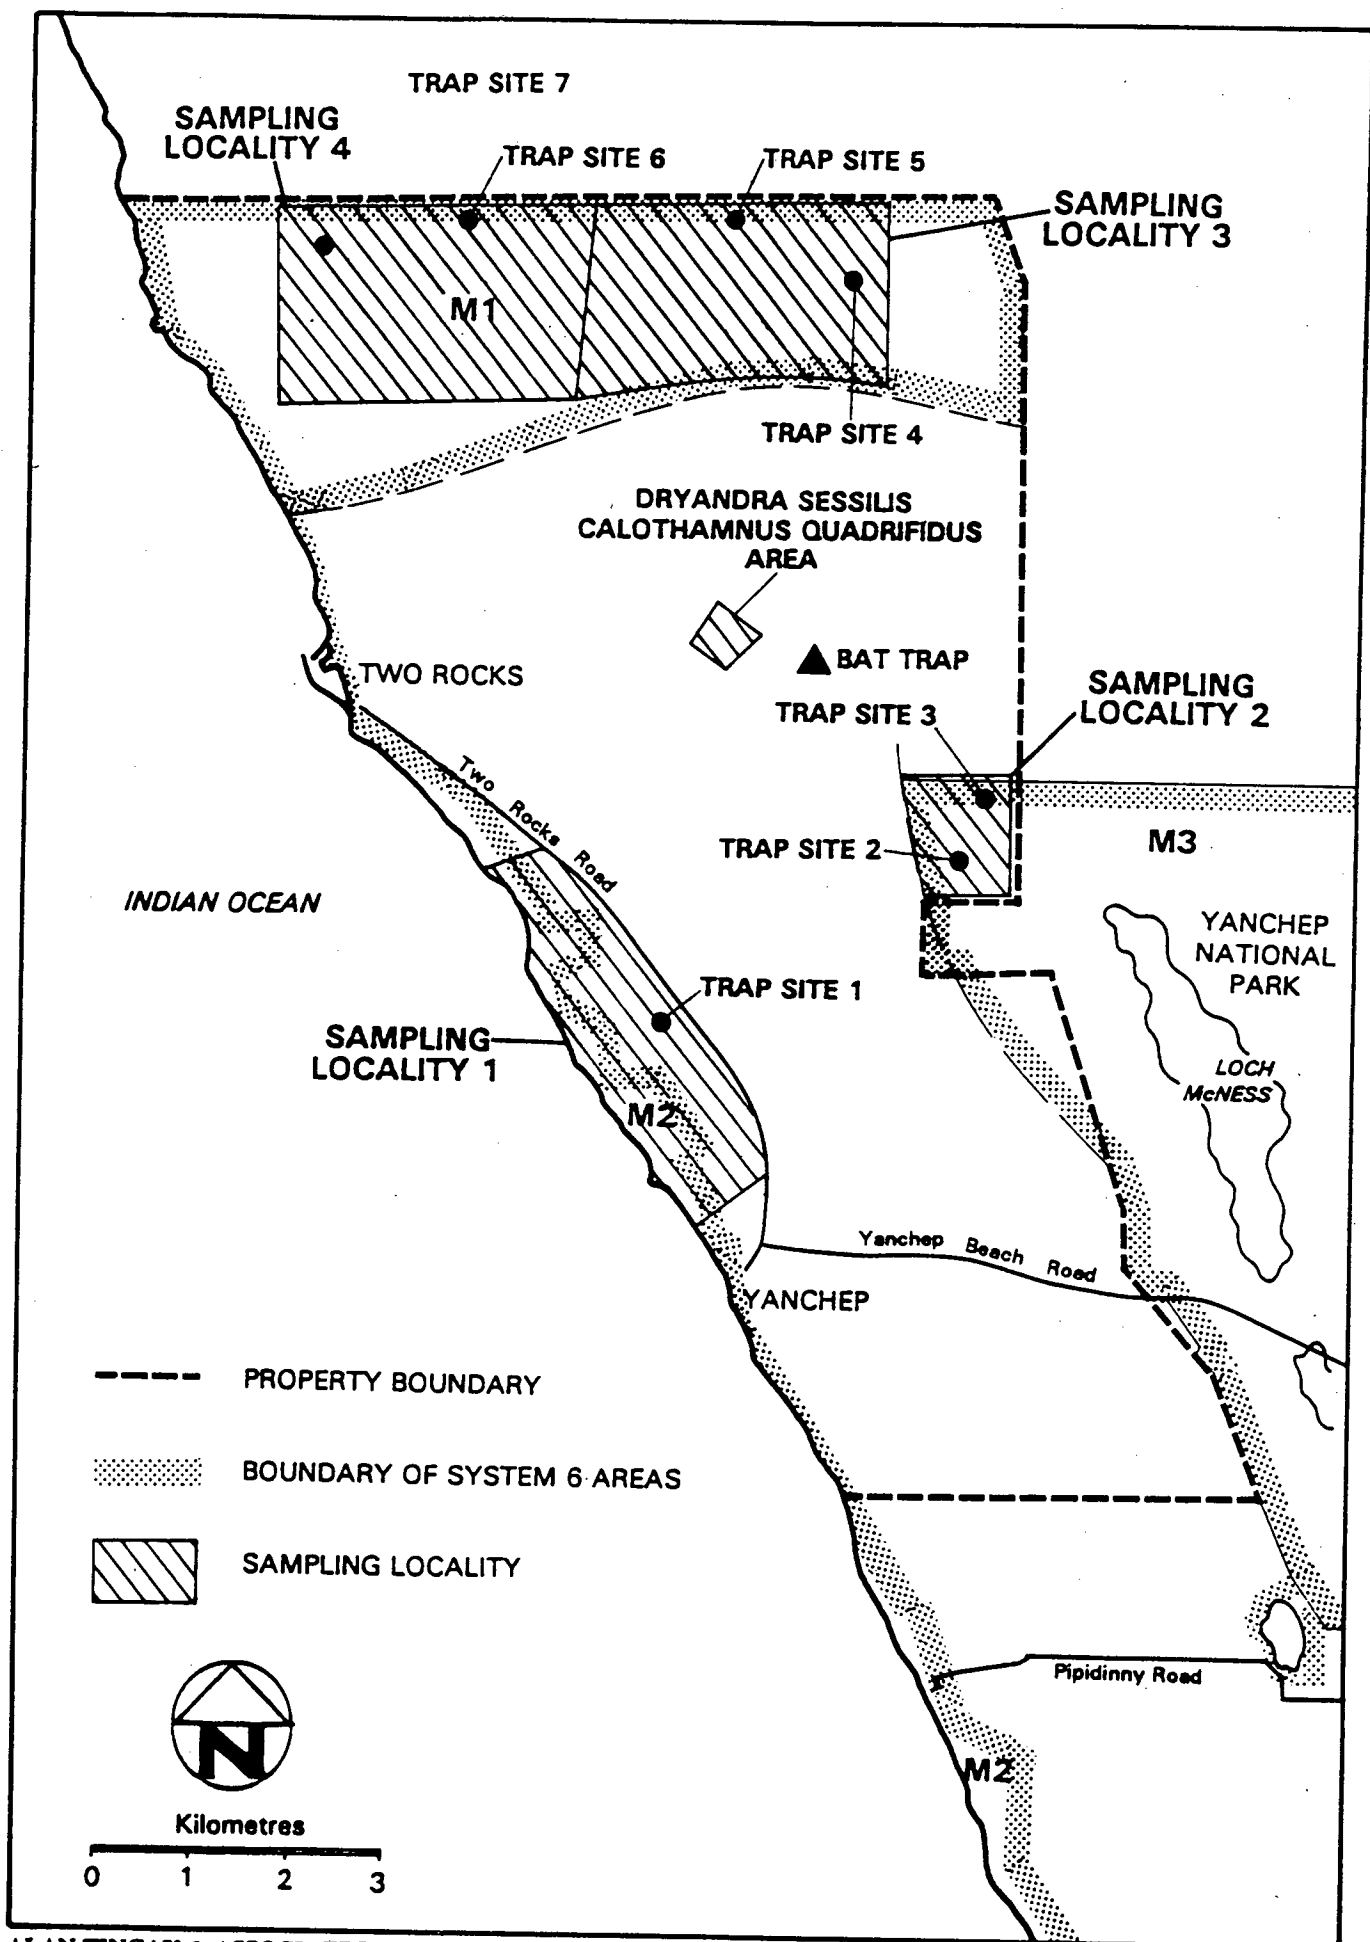 TRAP SITE 7
SAMPLING
LOCALITY 4
TRAP SITE 6
TRAP SITE 5
SAMPLING
LOCALITY 3
M1
TRAP SITE 4
DRYANDRA SESSILIS
CALOTHAMNUS QUADRIFIDUS
AREA
BAT TRAP
TWO ROCKS
TRAP SITE 3
SAMPLING
LOCALITY 2
Two Rocks Road
TRAP SITE 2
M3
INDIAN OCEAN
YANCHEP
NATIONAL
PARK
TRAP SITE 1
SAMPLING
LOCALITY 1
LOCH
McNESS
M2
Yanchep Beach Road
YANCHEP
PROPERTY BOUNDARY
BOUNDARY OF SYSTEM 6 AREAS
SAMPLING LOCALITY
Pipidinny Road
N
M2
Kilometres
0 1 2 3